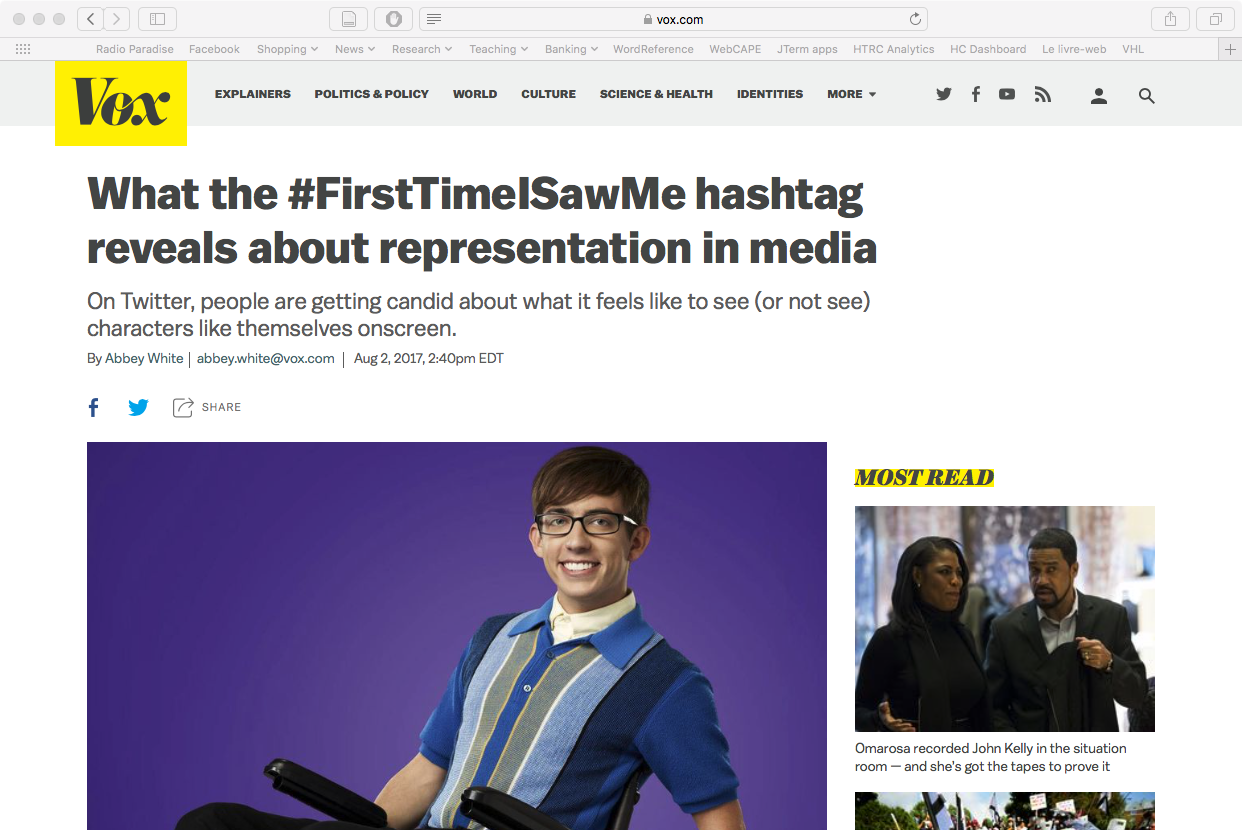 vox.com
Radio Paradise Facebook Shopping News Research Teaching Banking WordReference WebCAPE JTerm apps HTRC Analytics HC Dashboard Le livre-web VHL
Vox
EXPLAINERS POLITICS & POLICY WORLD CULTURE SCIENCE & HEALTH IDENTITIES MORE
What the #FirstTimeISawMe hashtag
reveals about representation in media
On Twitter, people are getting candid about what it feels like to see (or not see)
characters like themselves onscreen.
By Abbey White | abbey.white@vox.com | Aug 2, 2017, 2:40pm EDT
SHARE
MOST READ
Omarosa recorded John Kelly in the situation
room — and she's got the tapes to prove it